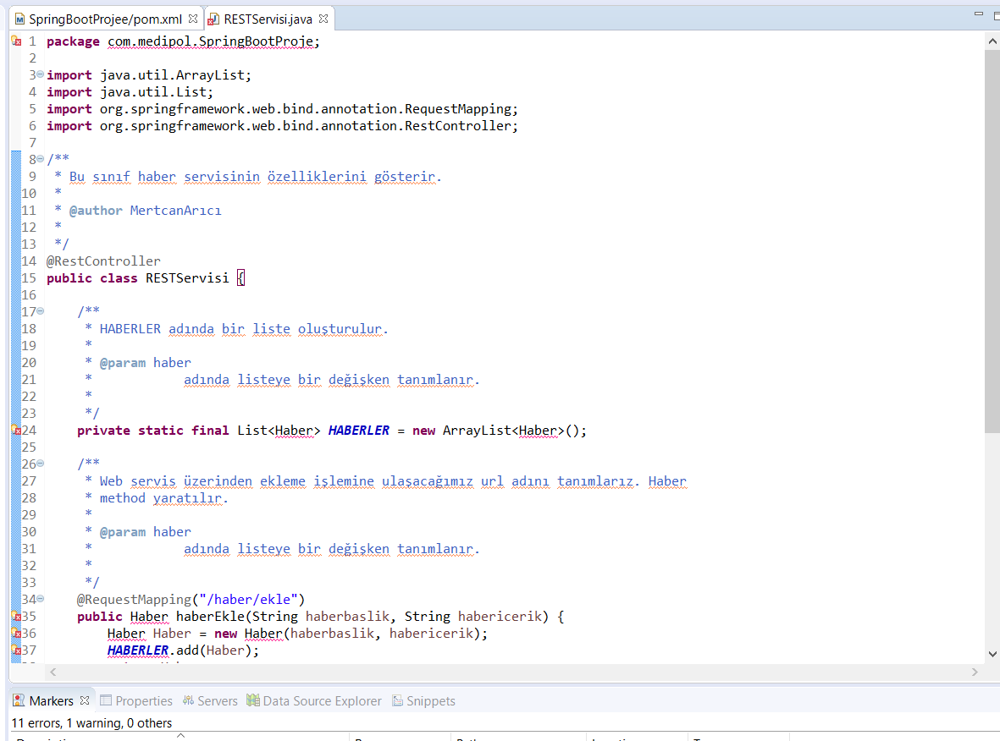 SpringBootProjee/pom.xml RESTServisi.java
1 package com.medipol.SpringBootProje;
2
3 import java.util.ArrayList;
4 import java.util.List;
5 import org.springframework.web.bind.annotation.RequestMapping;
6 import org.springframework.web.bind.annotation.RestController;
7
8 /**
9 * Bu sınıf haber servisinin özelliklerini gösterir.
10 *
11 * @author MertcanArıcı
12 *
13 */
14 @RestController
15 public class RESTServisi {
16
17 /**
18 * HABERLER adında bir liste oluşturulur.
19 *
20 * @param haber
21 * adında listeye bir değişken tanımlanır.
22 *
23 */
24 private static final List<Haber> HABERLER = new ArrayList<Haber>();
25
26 /**
27 * Web servis üzerinden ekleme işlemine ulaşacağımız url adını tanımlarız. Haber
28 * method yaratılır.
29 *
30 * @param haber
31 * adında listeye bir değişken tanımlanır.
32 *
33 */
34 @RequestMapping("/haber/ekle")
35 public Haber haberEkle(String haberbaslik, String habericerik) {
36 Haber Haber = new Haber(haberbaslik, habericerik);
37 HABERLER.add(Haber);
Markers Properties Servers Data Source Explorer Snippets
11 errors, 1 warning, 0 others